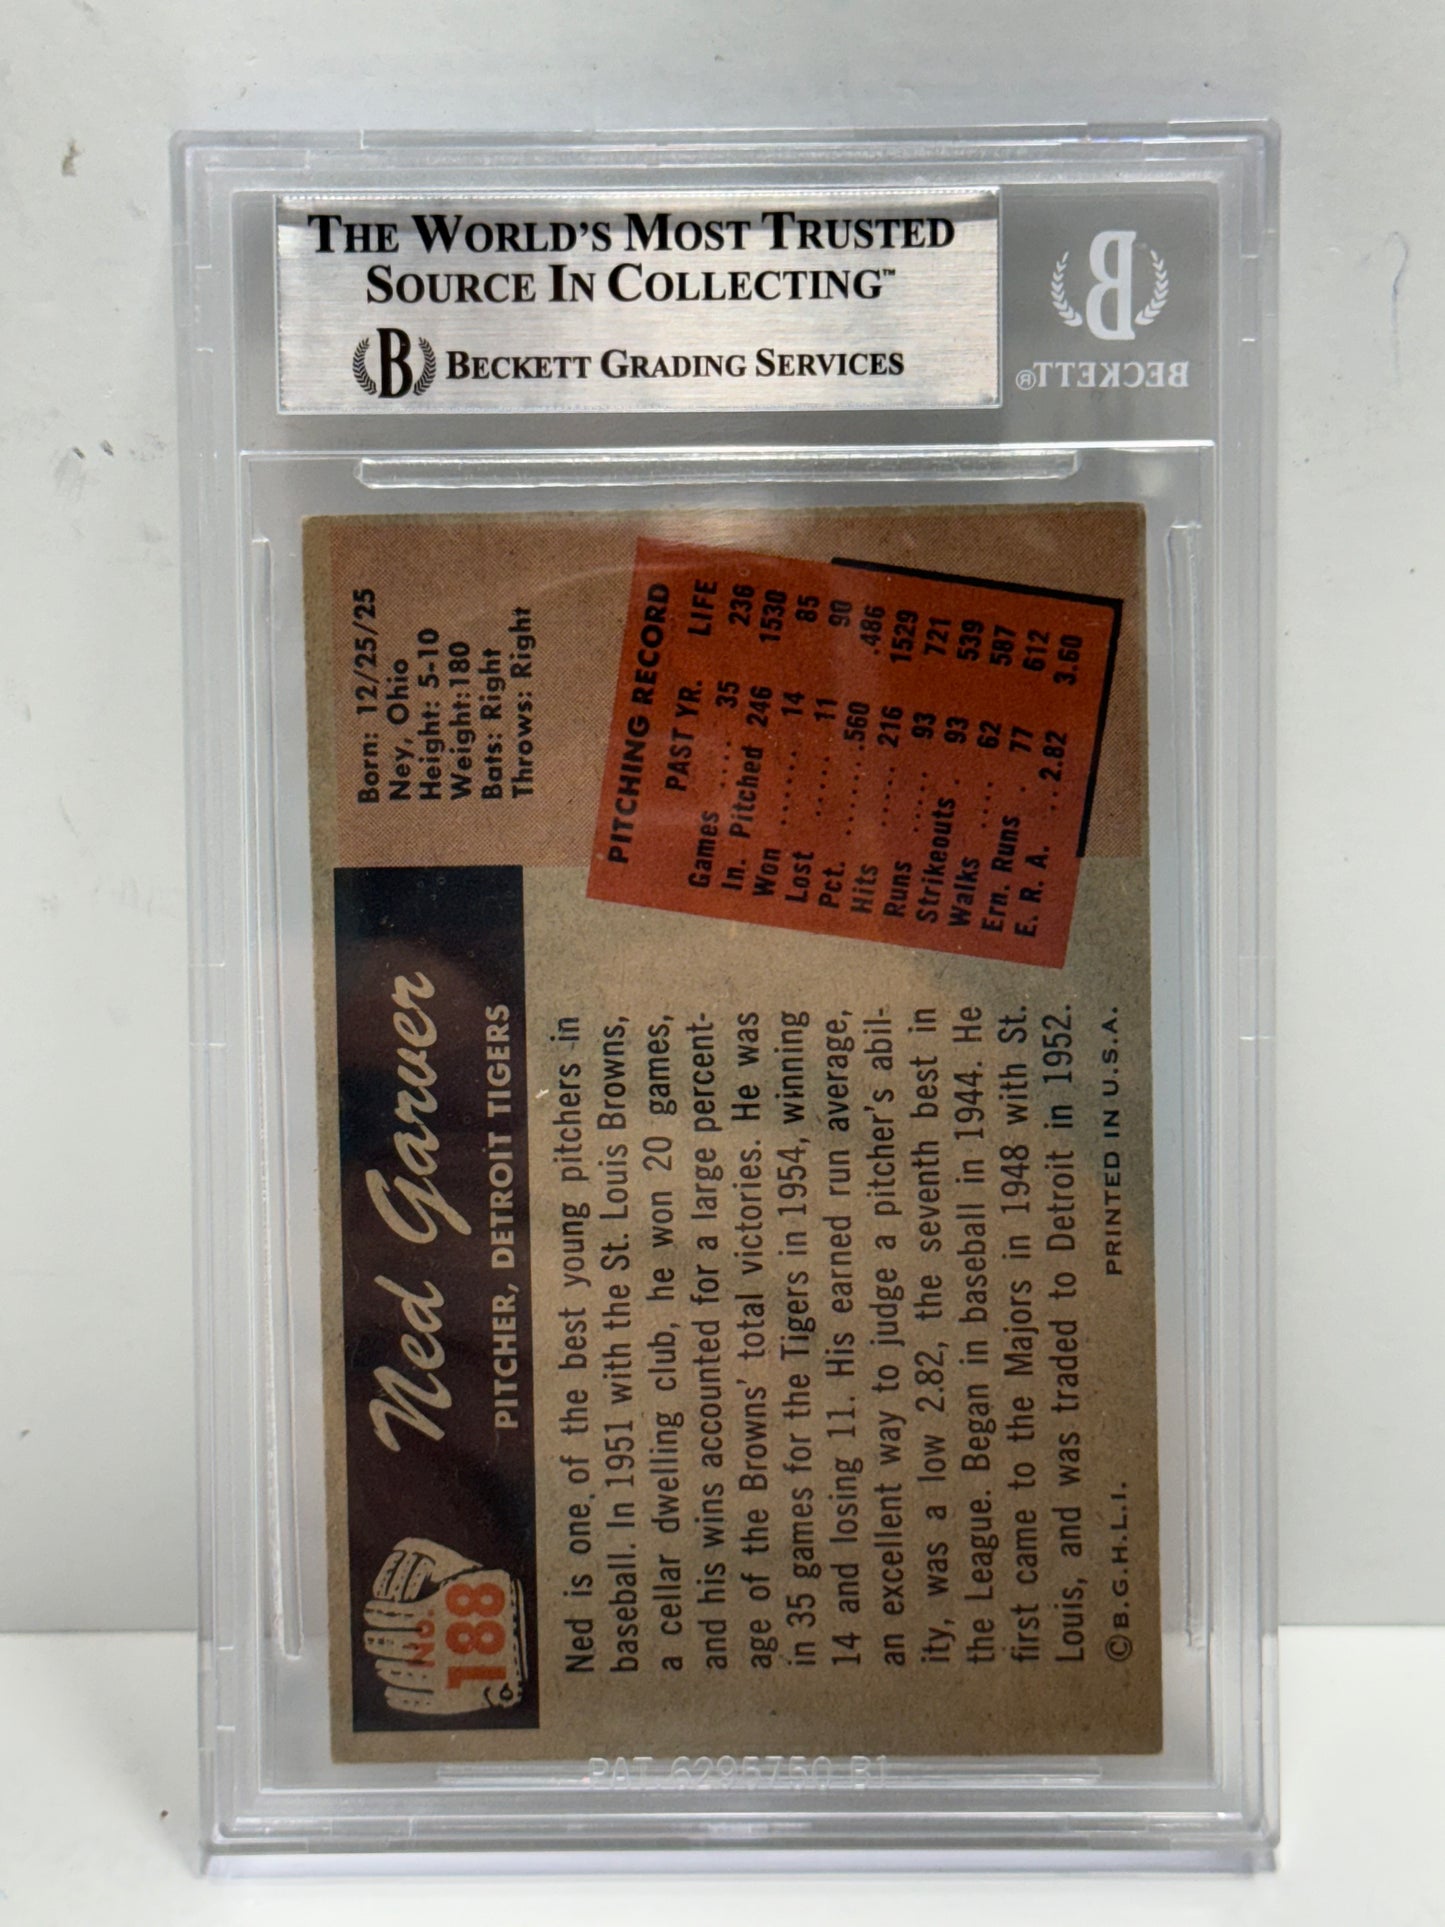 THE WORLD'S MOST TRUSTED
SOURCE IN COLLECTING™
B BECKETT GRADING SERVICES
B
BECKETT®
No.
188
Ned Garver
PITCHER, DETROIT TIGERS
Born: 12/25/25
Ney, Ohio
Height: 5-10
Weight: 180
Bats: Right
Throws: Right
Ned is one of the best young pitchers in
baseball. In 1951 with the St. Louis Browns,
a cellar dwelling club, he won 20 games,
and his wins accounted for a large percent-
age of the Browns' total victories. He was
in 35 games for the Tigers in 1954, winning
14 and losing 11. His earned run average,
an excellent way to judge a pitcher's abil-
ity, was a low 2.82, the seventh best in
the League. Began in baseball in 1944. He
first came to the Majors in 1948 with St.
Louis, and was traded to Detroit in 1952.
©B.G.H.L.I. PRINTED IN U.S.A.
PITCHING RECORD
PAST YR. LIFE
Games .... 35 236
In. Pitched 246 1530
Won ...... 14 85
Lost ...... 11 90
Pct. ....... .560 .486
Hits ..... 216 1529
Runs ..... 93 721
Strikeouts . 93 539
Walks .... 62 587
Ern. Runs . 77 612
E. R. A. .. 2.82 3.60
PAT. 6295750 B1